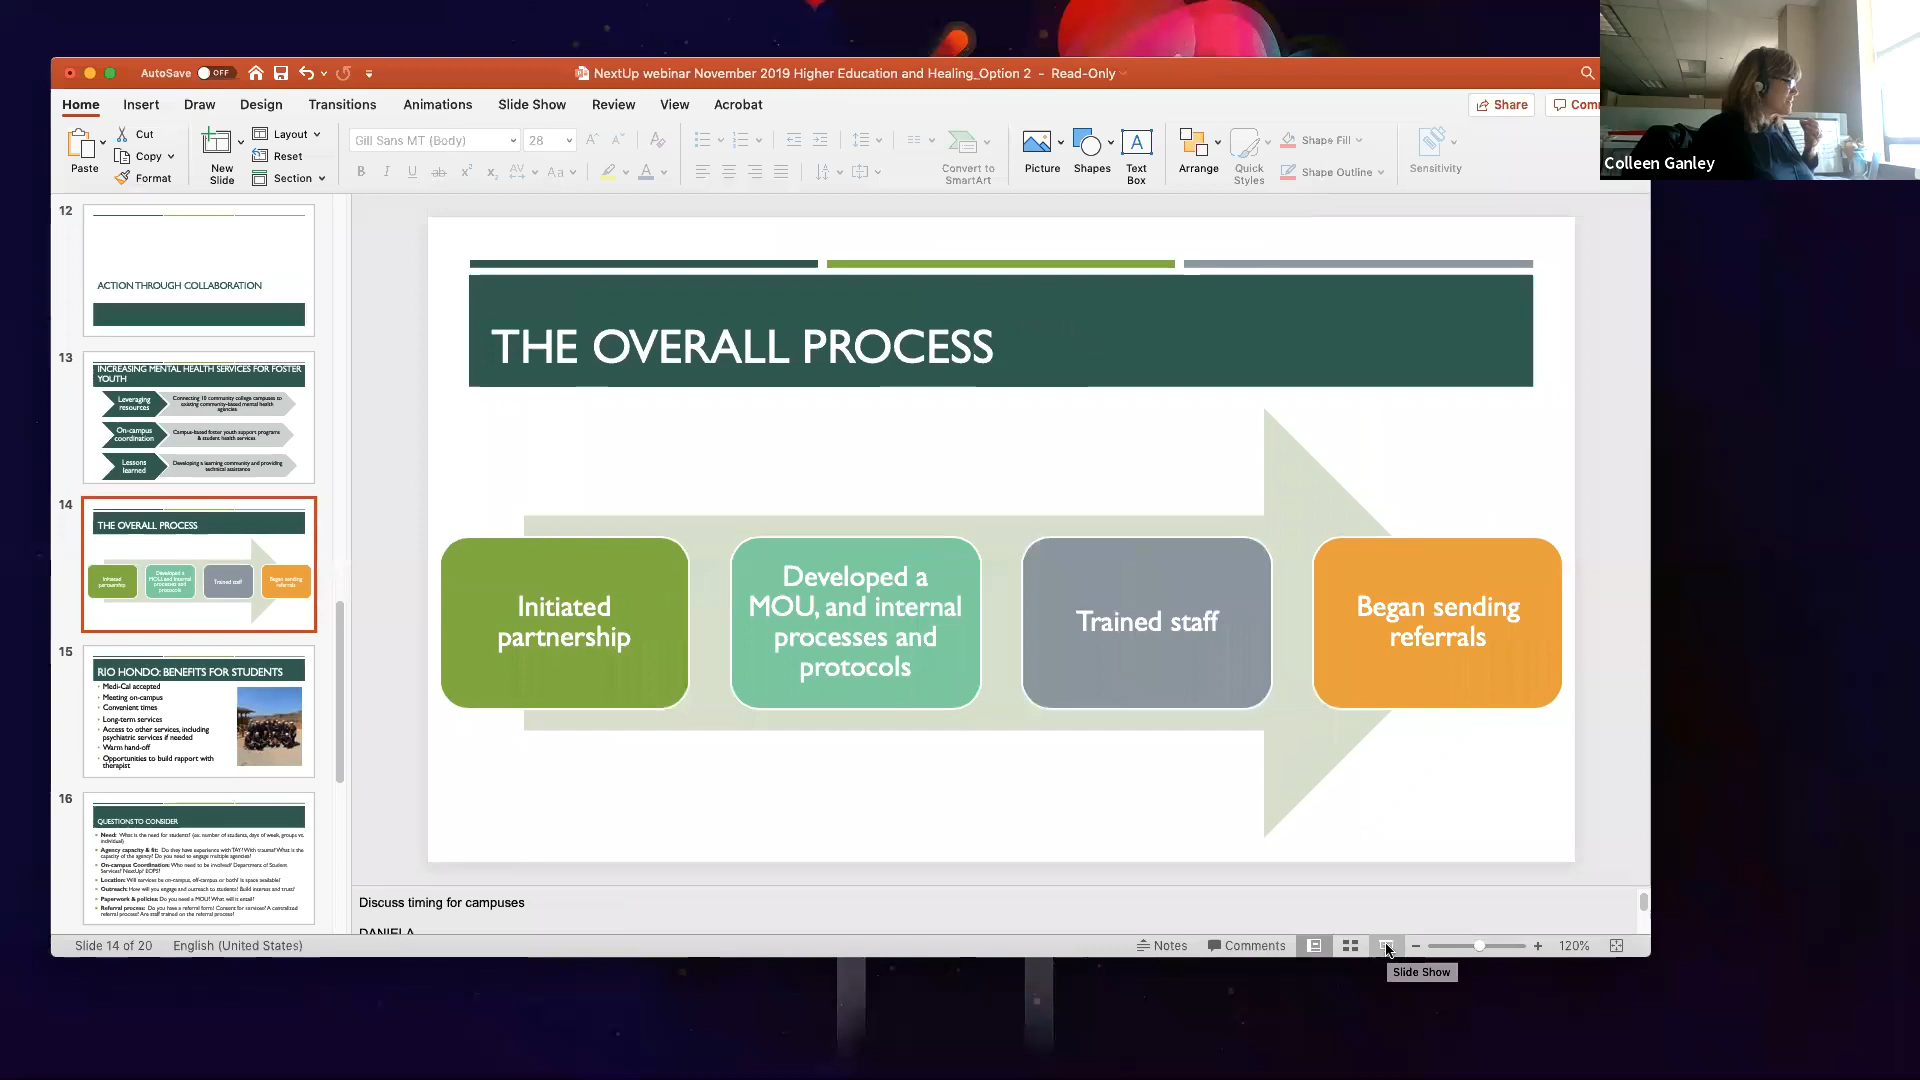 AutoSave OFF
NextUp webinar November 2019 Higher Education and Healing_Option 2 - Read-Only
Home Insert Draw Design Transitions Animations Slide Show Review View Acrobat
Share
Comm
Colleen Ganley
Paste
Cut
Copy
Format
New
Slide
Layout
Reset
Section
Gill Sans MT (Body)
28
Convert to
SmartArt
Picture
Shapes
Text
Box
Arrange
Quick
Styles
Shape Fill
Shape Outline
Sensitivity
12
ACTION THROUGH COLLABORATION
13
INCREASING MENTAL HEALTH SERVICES FOR FOSTER
YOUTH
Leveraging
resources
Connecting 10 community college campuses to
existing community-based mental health
agencies
On-campus
coordination
Campus-based foster youth support programs
& student health services
Lessons
learned
Developing a learning community and providing
technical assistance
14
THE OVERALL PROCESS
Initiated
partnership
Developed a
MOU, and internal
processes and
protocols
Trained staff
Began sending
referrals
15
RIO HONDO: BENEFITS FOR STUDENTS
• Medi-Cal accepted
• Meeting on-campus
• Convenient times
• Long-term services
• Access to other services, including
psychiatric services if needed
• Warm hand-off
• Opportunities to build rapport with
therapist
16
QUESTIONS TO CONSIDER
• Need: What is the need for students? (ex. number of students, days of week, groups vs.
individual)
• Agency capacity & fit: Do they have experience with TAY? With trauma? What is the
capacity of the agency? Do you need to engage multiple agencies?
• On-campus Coordination: Who need to be involved? Department of Student
Services? NextUp? EOPS?
• Location: Will services be on-campus, off-campus or both? Is space available?
• Outreach: How will you engage and outreach to students? Build interest and trust?
• Paperwork & policies: Do you need a MOU? What will it entail?
• Referral process: Do you have a referral form? Consent for services? A centralized
referral process? Are staff trained on the referral process?
THE OVERALL PROCESS
Initiated
partnership
Developed a
MOU, and internal
processes and
protocols
Trained staff
Began sending
referrals
Discuss timing for campuses
DANIELA
Slide 14 of 20 English (United States)
Notes Comments
120%
Slide Show